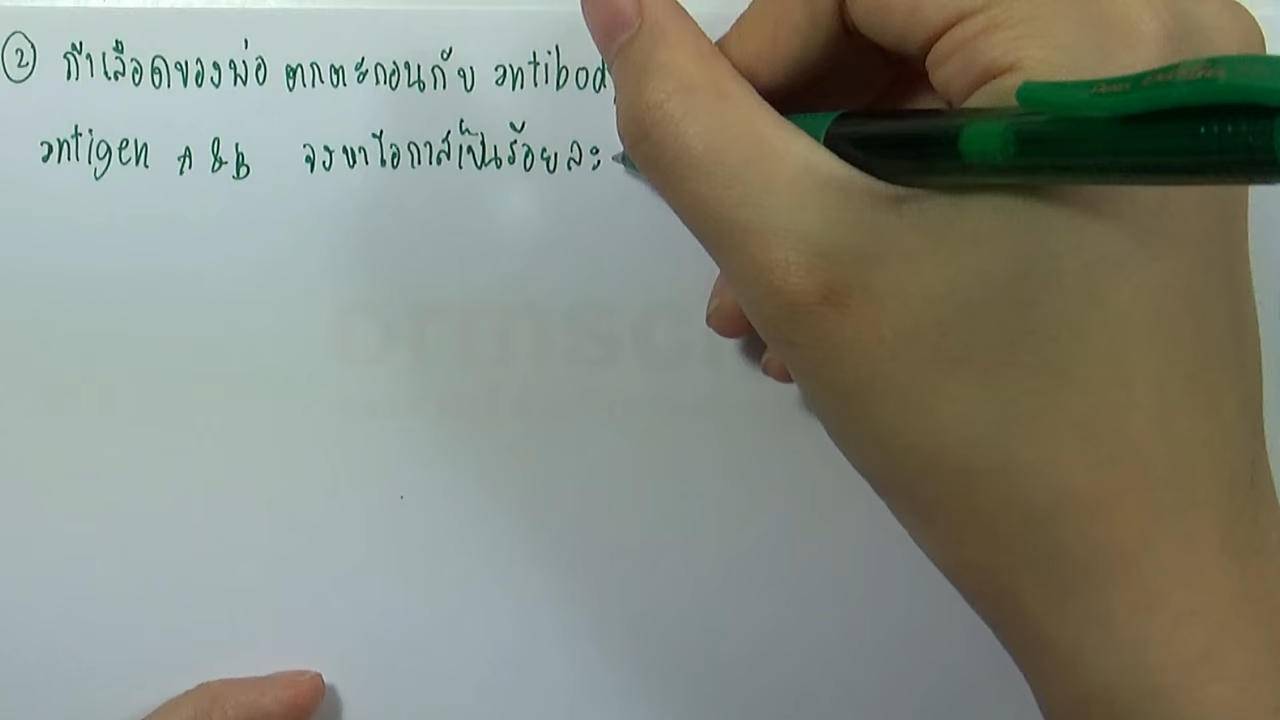 ② ถ้าเลือดของพ่อ ตกตะกอนกับ antibod
antigen A & B จงหาโอกาสเป็นร้อยละ